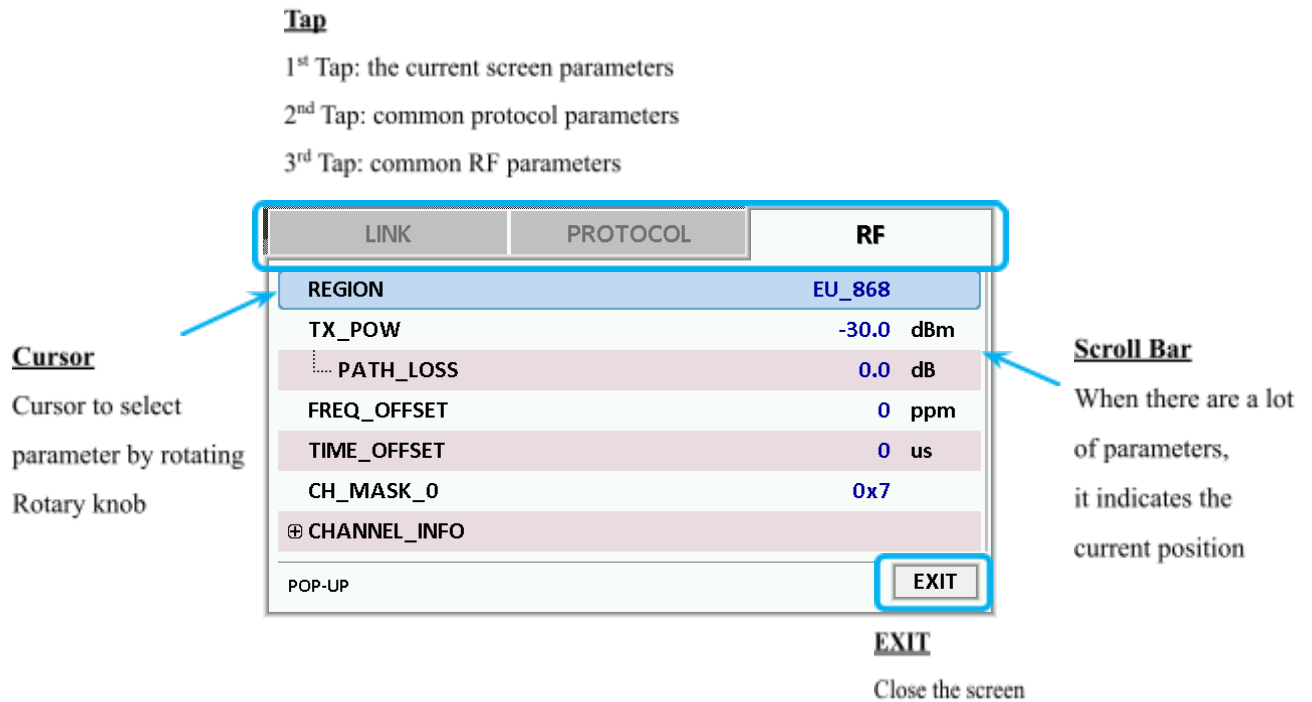 Tap
1st Tap: the current screen parameters
2nd Tap: common protocol parameters
3rd Tap: common RF parameters
LINK PROTOCOL RF
REGION EU_868
TX_POW -30.0 dBm
PATH_LOSS 0.0 dB
FREQ_OFFSET 0 ppm
TIME_OFFSET 0 us
CH_MASK_0 0x7
CHANNEL_INFO
POP-UP EXIT
Cursor
Cursor to select
parameter by rotating
Rotary knob
Scroll Bar
When there are a lot
of parameters,
it indicates the
current position
EXIT
Close the screen